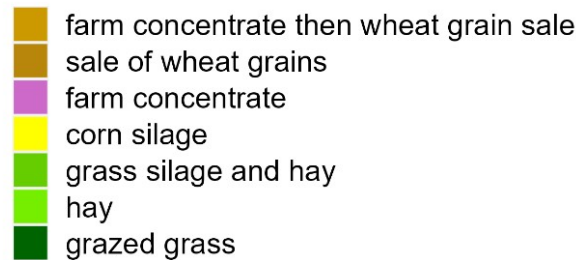 farm concentrate then wheat grain sale
sale of wheat grains
farm concentrate
corn silage
grass silage and hay
hay
grazed grass